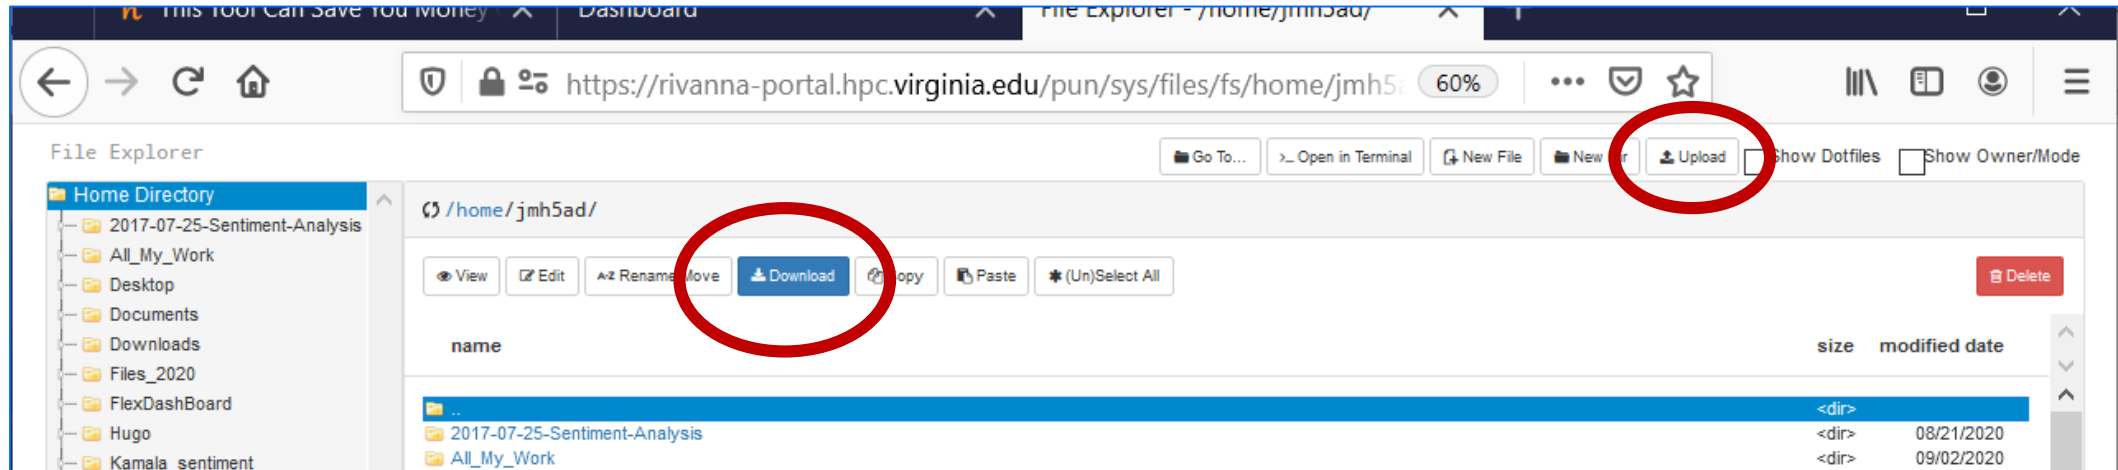 This Tool Can Save You Money
Dashboard
File Explorer - /home/jmh5ad/
https://rivanna-portal.hpc.virginia.edu/pun/sys/files/fs/home/jmh5
60%
File Explorer
Go To...
>_ Open in Terminal
New File
New
Upload
Show Dotfiles
Show Owner/Mode
Home Directory
2017-07-25-Sentiment-Analysis
All_My_Work
Desktop
Documents
Downloads
Files_2020
FlexDashBoard
Hugo
Kamala_sentiment
/home/jmh5ad/
View
Edit
A-Z Rename/Move
Download
Copy
Paste
(Un)Select All
Delete
name size modified date
.. <dir>
2017-07-25-Sentiment-Analysis <dir> 08/21/2020
All_My_Work <dir> 09/02/2020